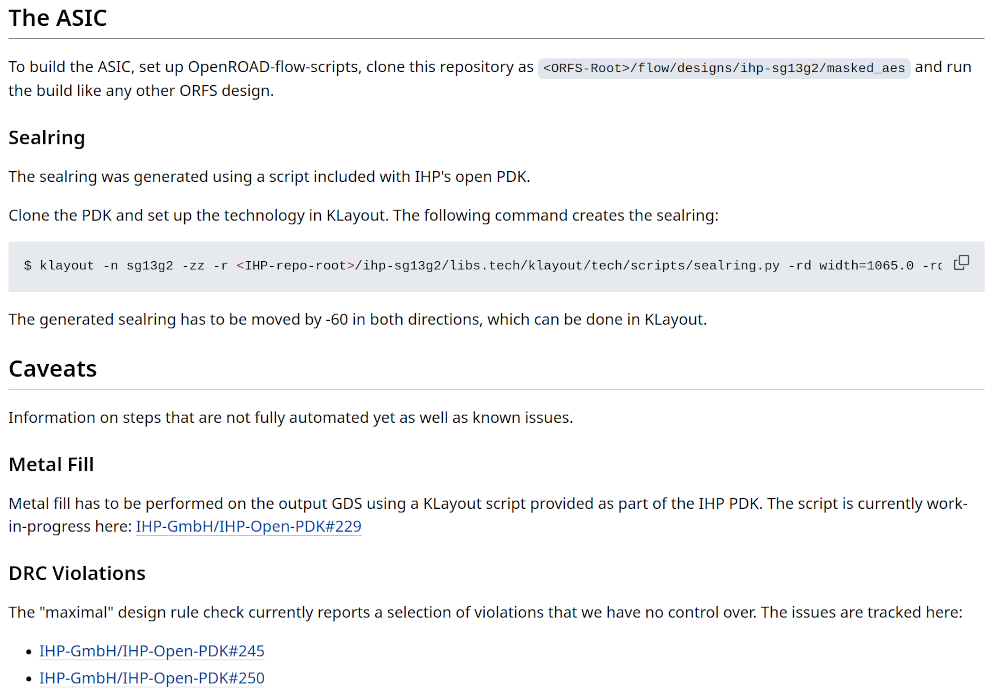 The ASIC
To build the ASIC, set up OpenROAD-flow-scripts, clone this repository as <ORFS-Root>/flow/designs/ihp-sg13g2/masked_aes and run
the build like any other ORFS design.
Sealring
The sealring was generated using a script included with IHP's open PDK.
Clone the PDK and set up the technology in KLayout. The following command creates the sealring:
$ klayout -n sg13g2 -zz -r <IHP-repo-root>/ihp-sg13g2/libs.tech/klayout/tech/scripts/sealring.py -rd width=1065.0 -rd
The generated sealring has to be moved by -60 in both directions, which can be done in KLayout.
Caveats
Information on steps that are not fully automated yet as well as known issues.
Metal Fill
Metal fill has to be performed on the output GDS using a KLayout script provided as part of the IHP PDK. The script is currently work-
in-progress here: IHP-GmbH/IHP-Open-PDK#229
DRC Violations
The "maximal" design rule check currently reports a selection of violations that we have no control over. The issues are tracked here:
• IHP-GmbH/IHP-Open-PDK#245
• IHP-GmbH/IHP-Open-PDK#250